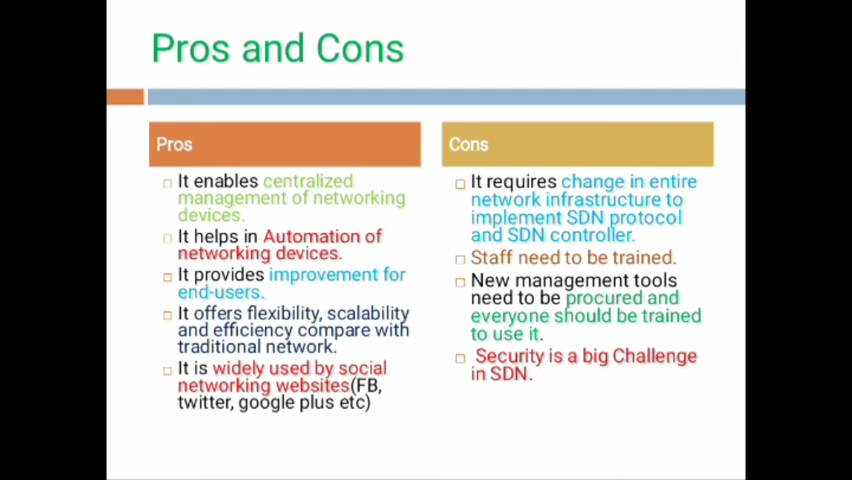 Pros and Cons
Pros
It enables centralized
management of networking
devices.
It helps in Automation of
networking devices.
It provides improvement for
end-users.
It offers flexibility, scalability
and efficiency compare with
traditional network.
It is widely used by social
networking websites(FB,
twitter, google plus etc)
Cons
It requires change in entire
network infrastructure to
implement SDN protocol
and SDN controller.
Staff need to be trained.
New management tools
need to be procured and
everyone should be trained
to use it.
Security is a big Challenge
in SDN.